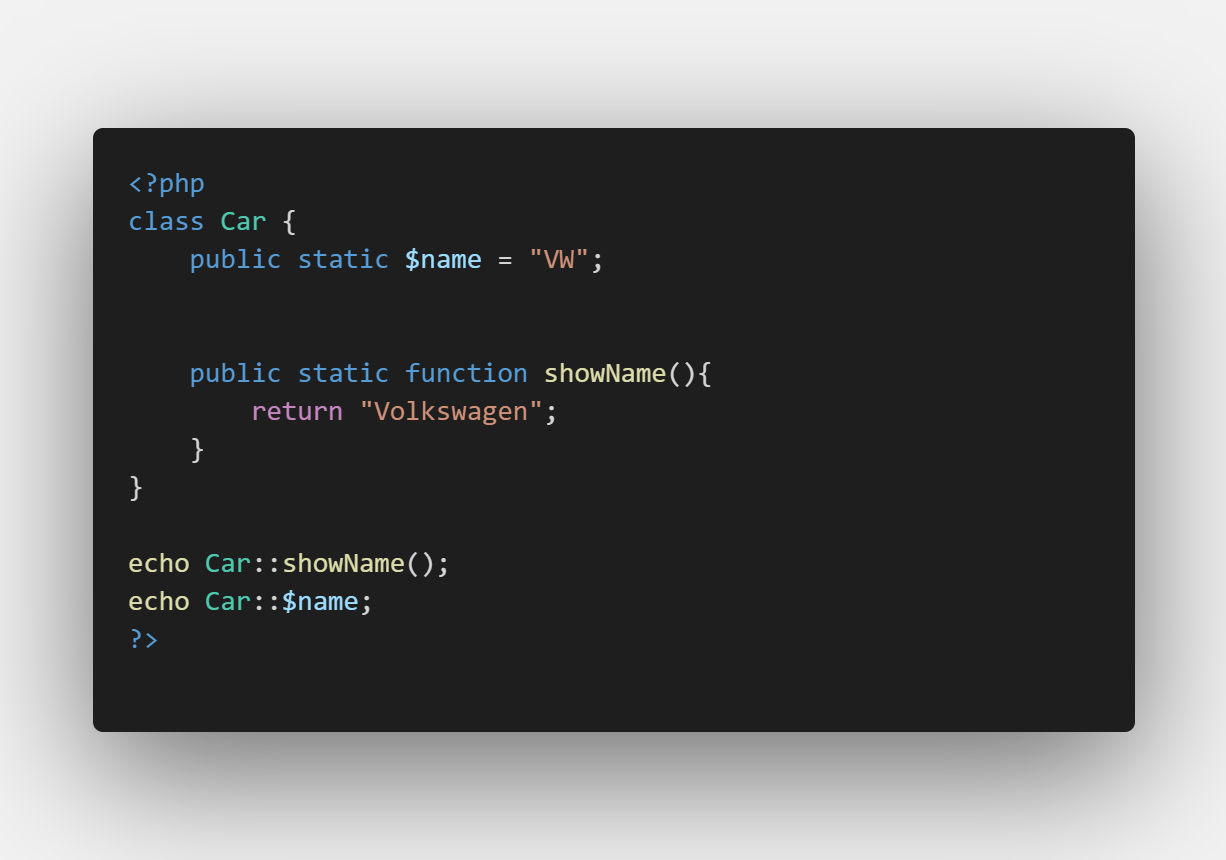 <?php
class Car {
    public static $name = "VW";
    public static function showName(){
        return "Volkswagen";
    }
}
echo Car::showName();
echo Car::$name;
?>